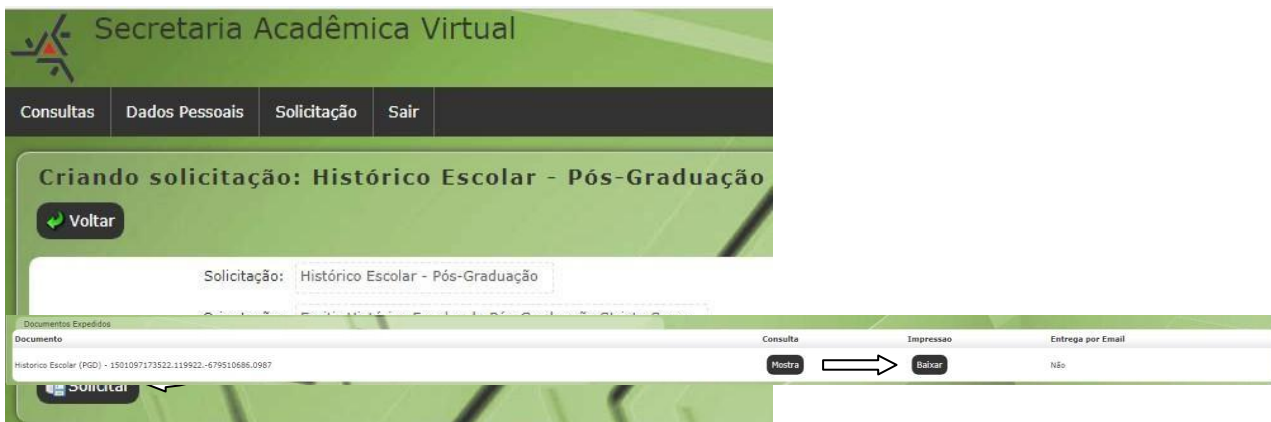 Secretaria Acadêmica Virtual
Consultas Dados Pessoais Solicitação Sair
Criando solicitação: Histórico Escolar - Pós-Graduação
Voltar
Solicitação: Histórico Escolar - Pós-Graduação
Documentos Expedidos
Documento Consulta Impressao Entrega por Email
Historico Escolar (PGD) - 1501097173522.119922.-679510686.0987 Mostra Baixar Não
Solicitar